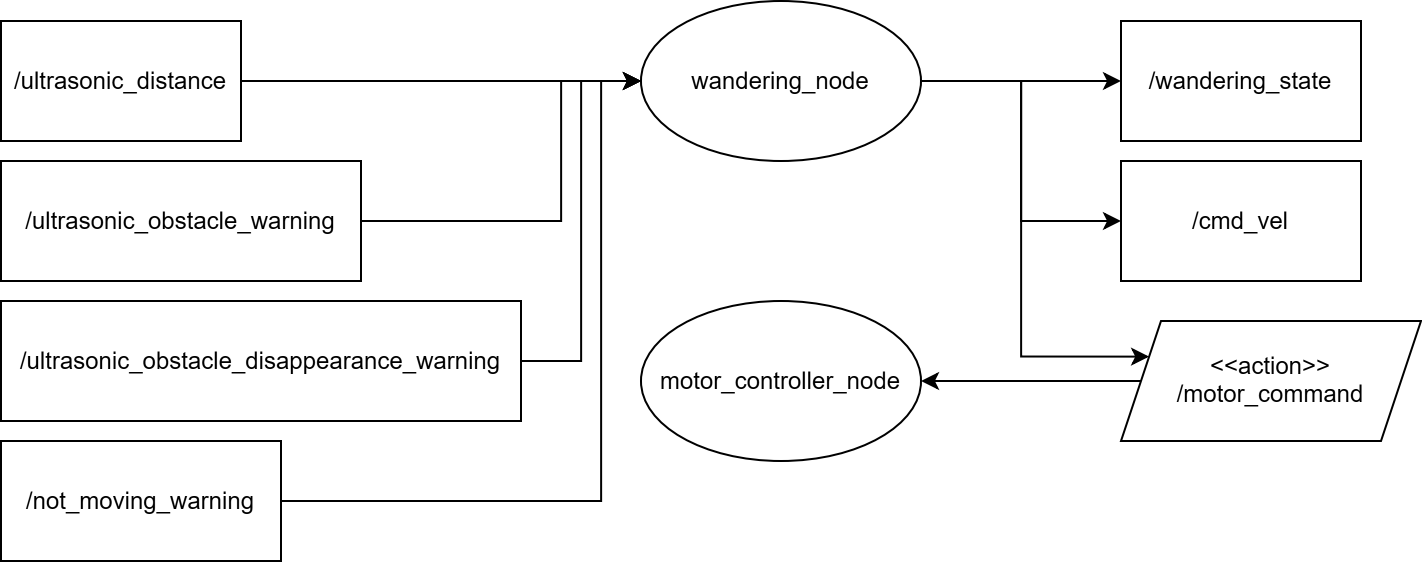 /ultrasonic_distance
wandering_node
/wandering_state
/ultrasonic_obstacle_warning
/cmd_vel
/ultrasonic_obstacle_disappearance_warning
motor_controller_node
<<action>>
/motor_command
/not_moving_warning